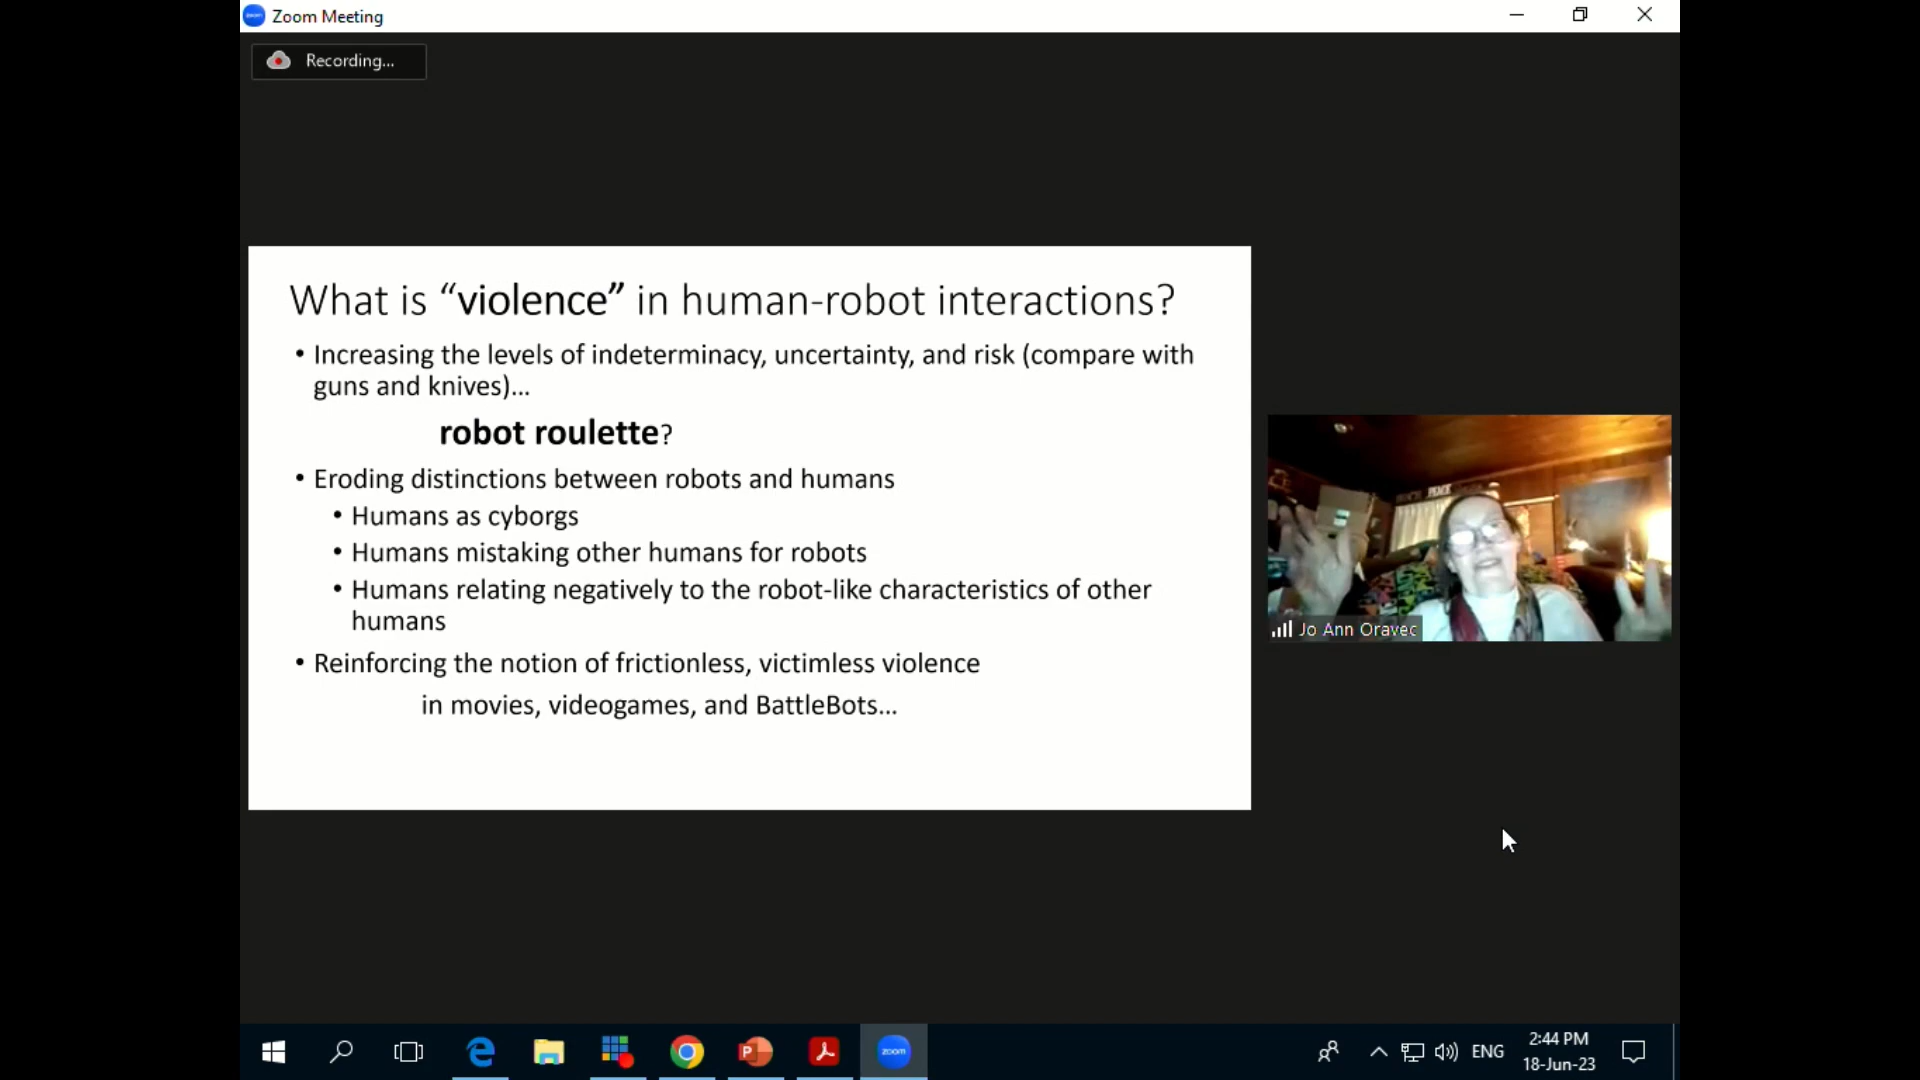 Zoom Meeting
Recording...
What is “violence” in human-robot interactions?
• Increasing the levels of indeterminacy, uncertainty, and risk (compare with
guns and knives)...
robot roulette?
• Eroding distinctions between robots and humans
• Humans as cyborgs
• Humans mistaking other humans for robots
• Humans relating negatively to the robot-like characteristics of other
humans
• Reinforcing the notion of frictionless, victimless violence
in movies, videogames, and BattleBots...
PEACE
Jo Ann Oravec
zoom
ENG
2:44 PM
18-Jun-23